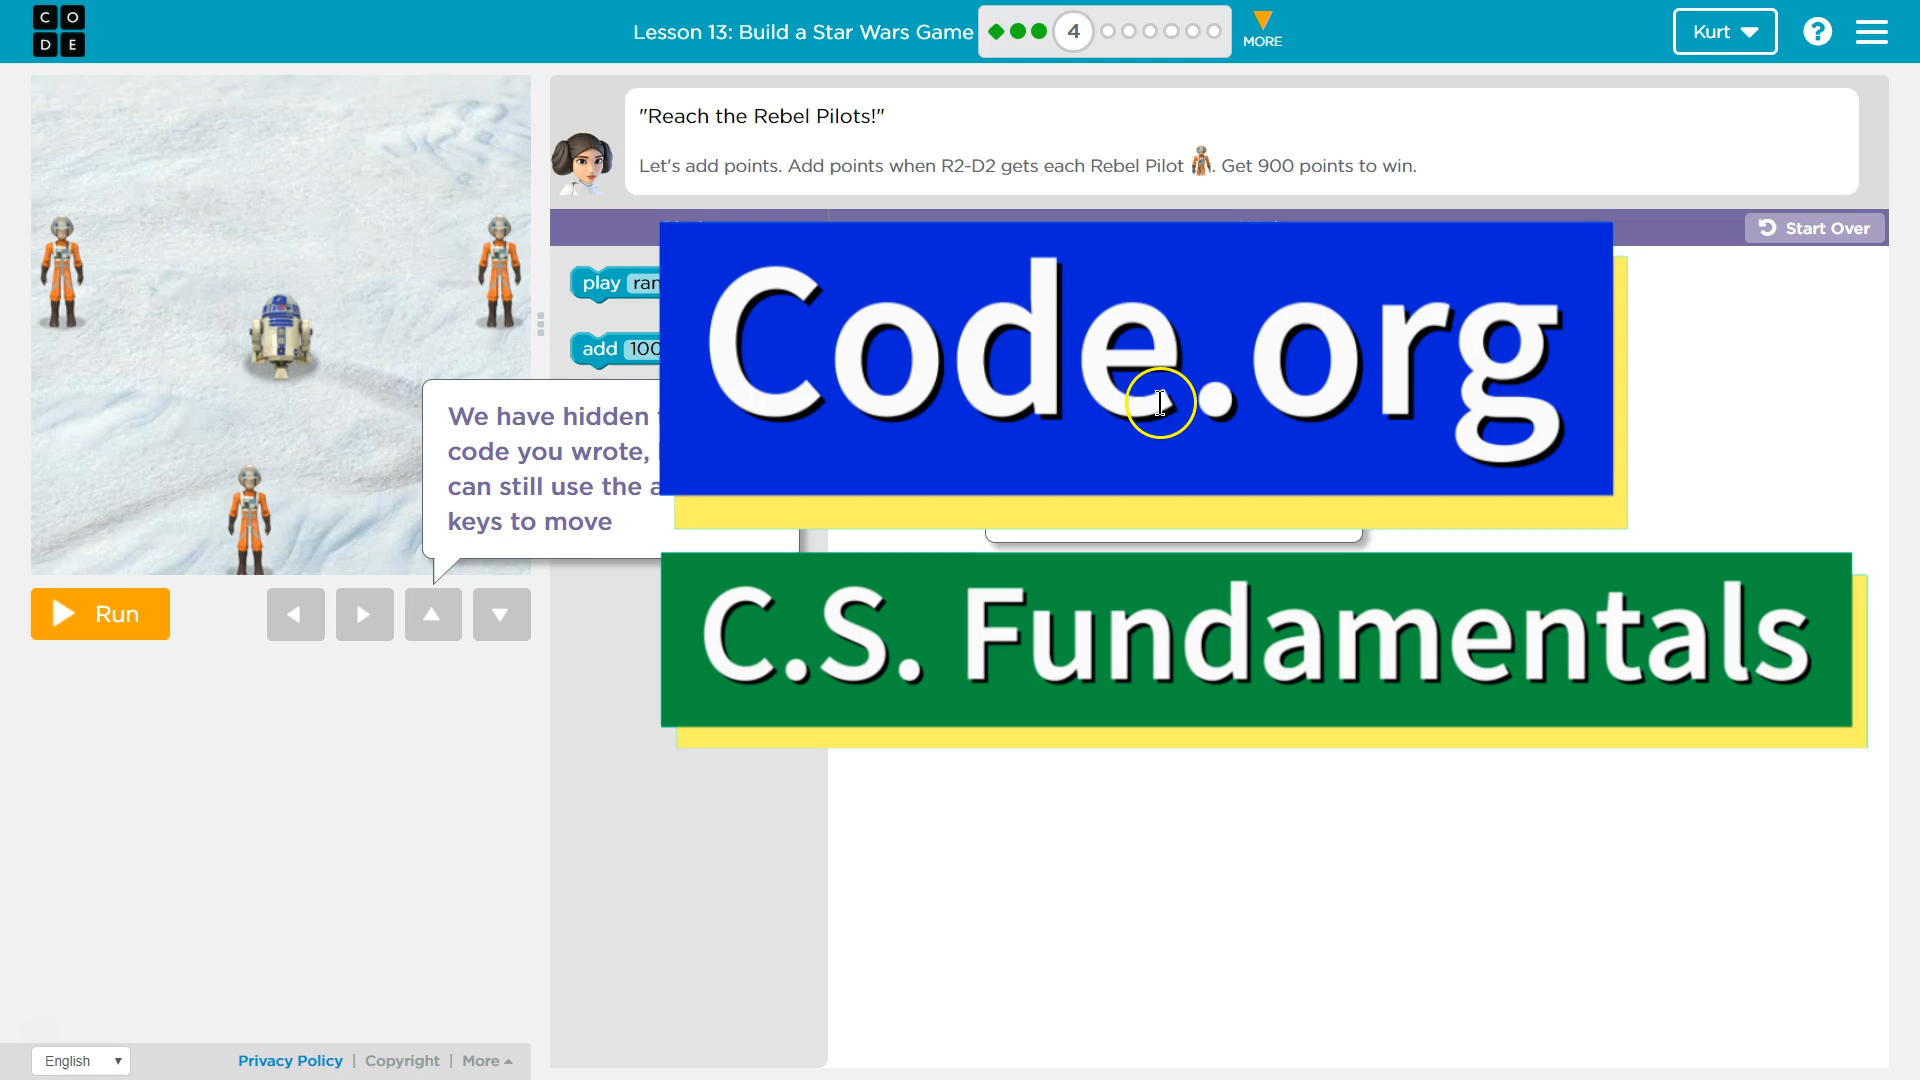 C O
D E
Lesson 13: Build a Star Wars Game
4
MORE
Kurt
?
"Reach the Rebel Pilots!"
Let's add points. Add points when R2-D2 gets each Rebel Pilot . Get 900 points to win.
Start Over
play
add 100
Code.org
We have hidden
code you wrote,
can still use the
keys to move
C.S. Fundamentals
Run
English
Privacy Policy | Copyright | More